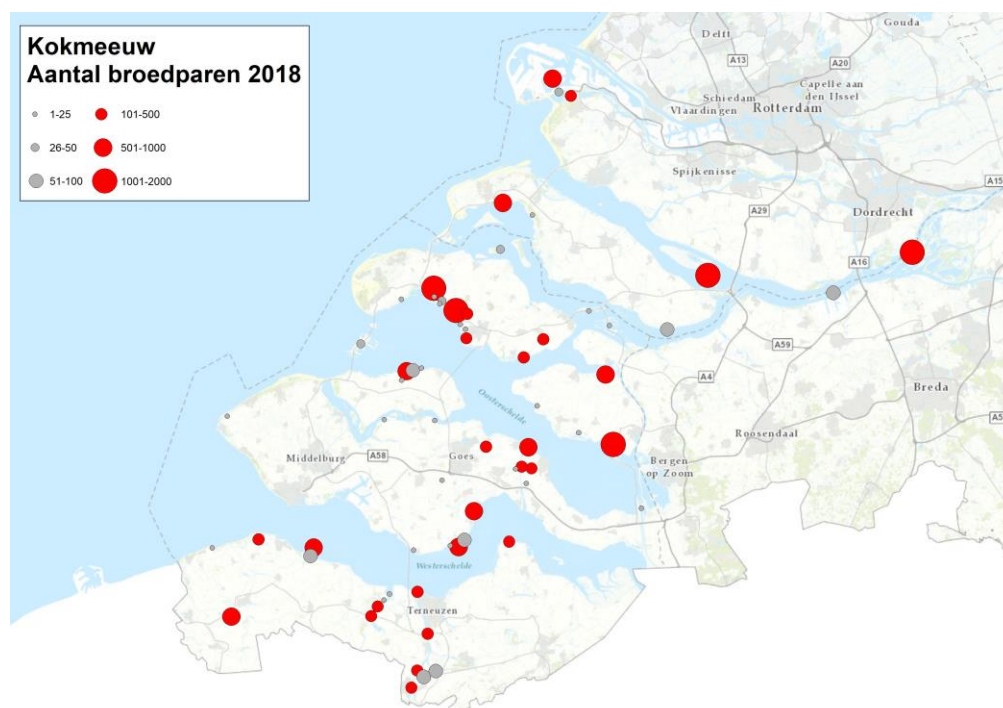 Kokmeeuw
Aantal broedparen 2018
1-25
101-500
26-50
501-1000
51-100
1001-2000
Gouda
Delft
A13
A20
Capelle aan
den IJssel
Schiedam
Vlaardingen
Rotterdam
Spijkenisse
A15
A29
Dordrecht
A16
A59
A4
Breda
Oosterschelde
Roosendaal
Middelburg
A58
Goes
Bergen
op Zoom
Westerschelde
Terneuzen